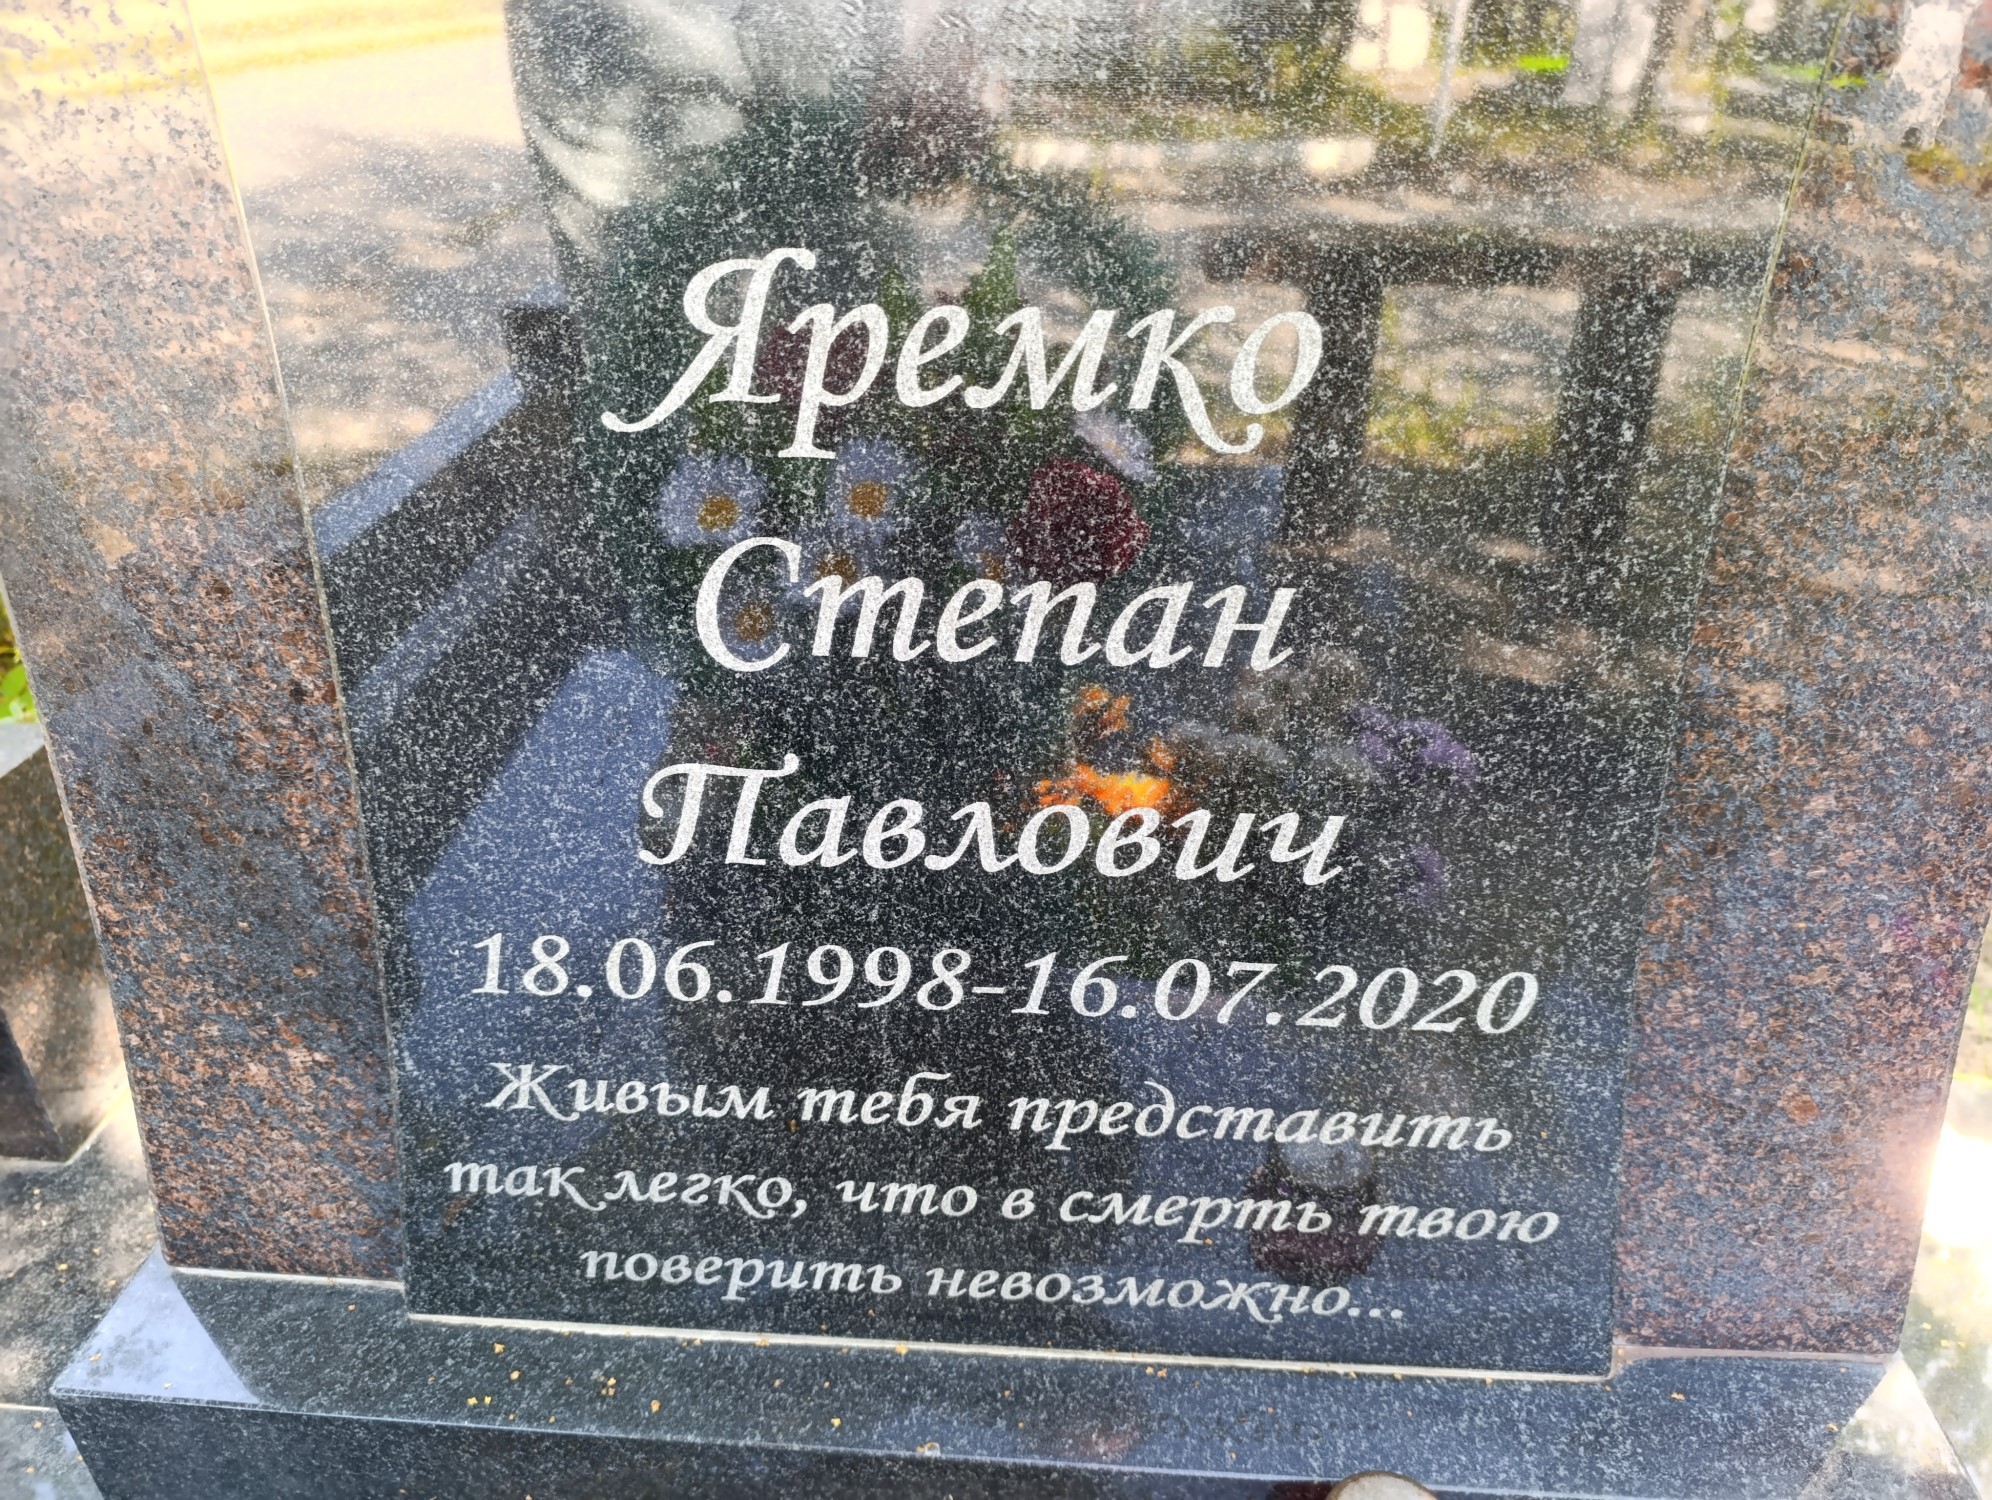 Яремко
Степан
Павлович
18.06.1998-16.07.2020
Живым тебя представить
так легко, что в смерть твою
поверить невозможно...